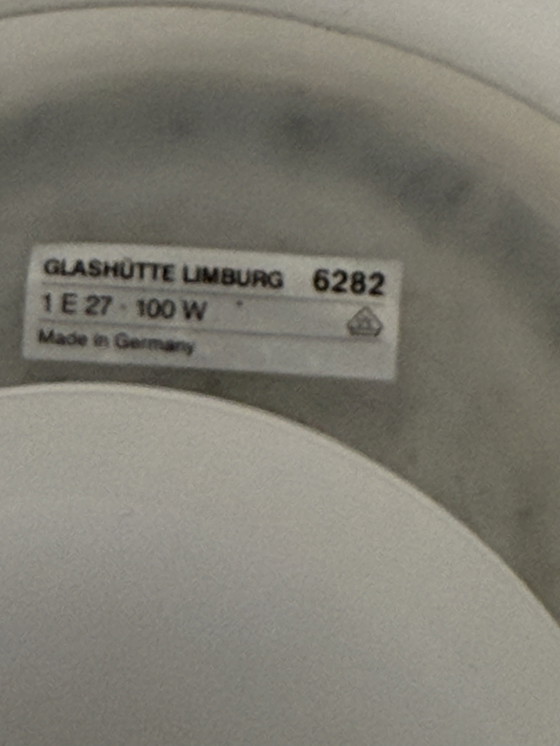 GLASHÜTTE LIMBURG 6282
1 E 27 · 100 W
Made in Germany